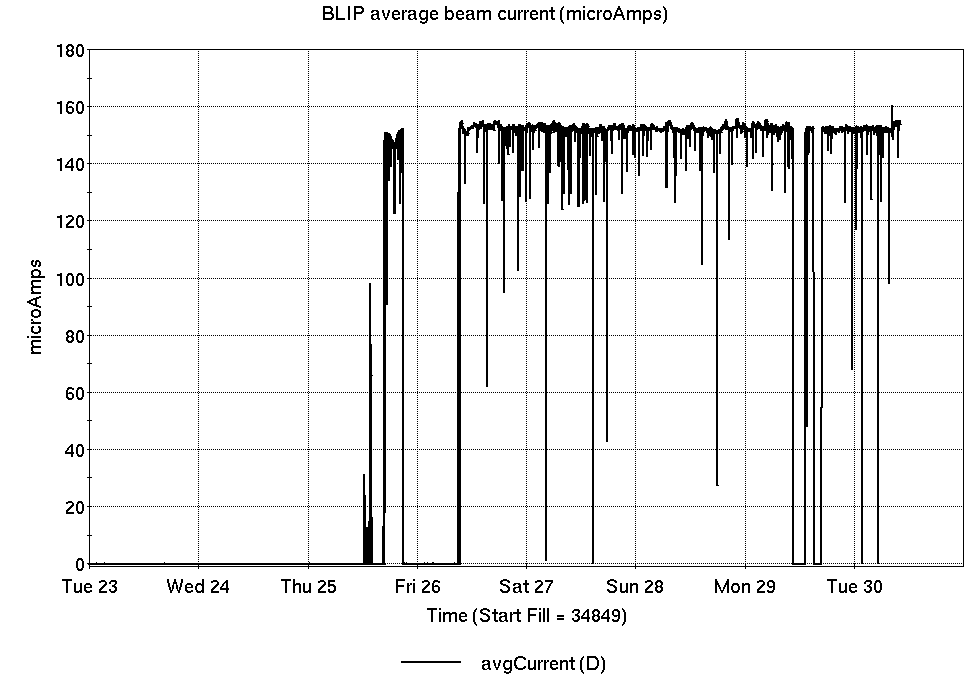 BLIP average beam current (microAmps)
180
160
140
120
100
80
60
40
20
0
microAmps
Tue 23 Wed 24 Thu 25 Fri 26 Sat 27 Sun 28 Mon 29 Tue 30
Time (Start Fill = 34849)
avgCurrent (D)